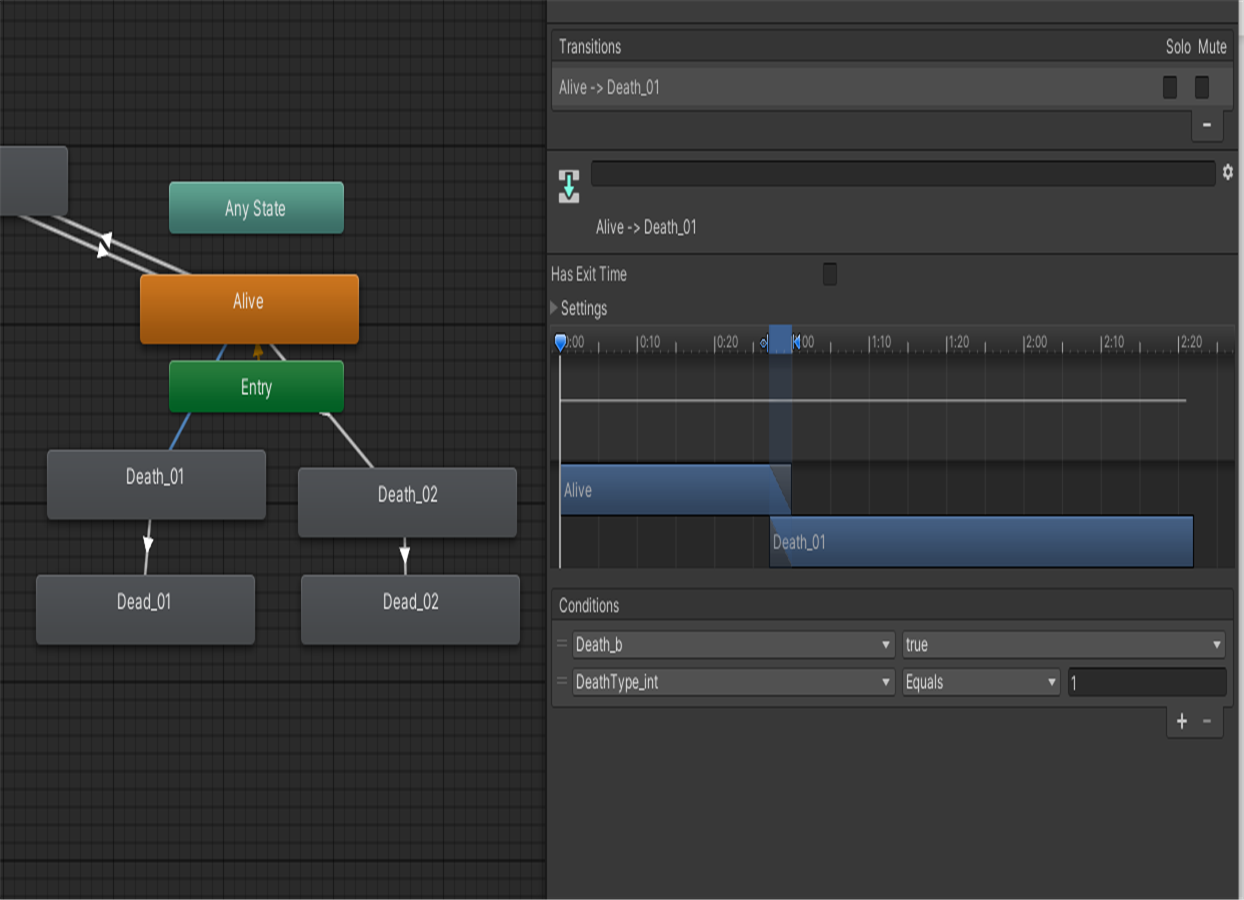 Any State
Alive
Entry
Death_01
Death_02
Dead_01
Dead_02
Transitions
Solo Mute
Alive -> Death_01
Alive -> Death_01
Has Exit Time
Settings
:00 0:10 0:20 :00 1:10 1:20 2:00 2:10 2:20
Alive
Death_01
Conditions
Death_b true
DeathType_int Equals 1